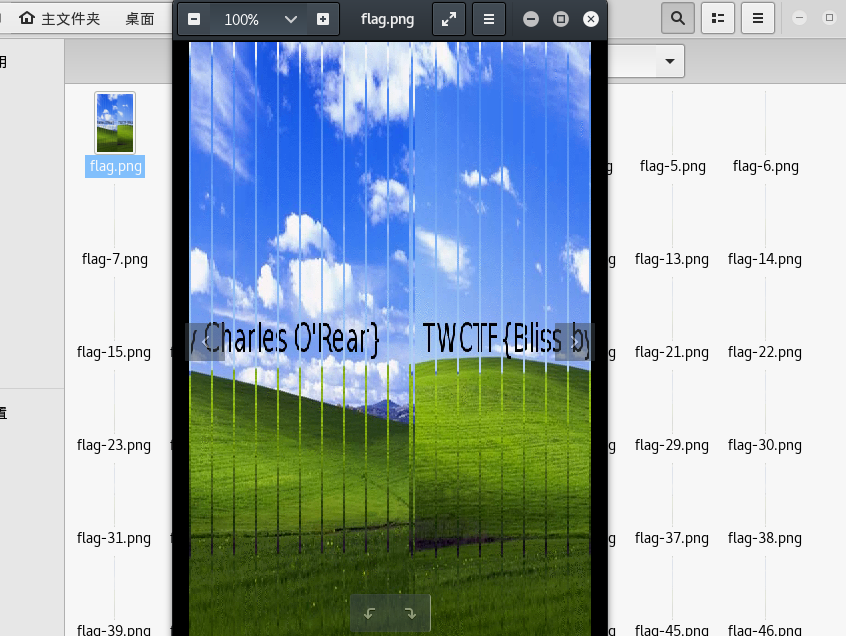 主文件夹 桌面 100% flag.png
用
flag.png flag-5.png flag-6.png
flag-7.png flag-13.png flag-14.png
y Charles O'Rear} TWCTF{Bliss by
flag-15.png flag-21.png flag-22.png
置
flag-23.png flag-29.png flag-30.png
flag-31.png flag-37.png flag-38.png
flag-39.png flag-45.png flag-46.png